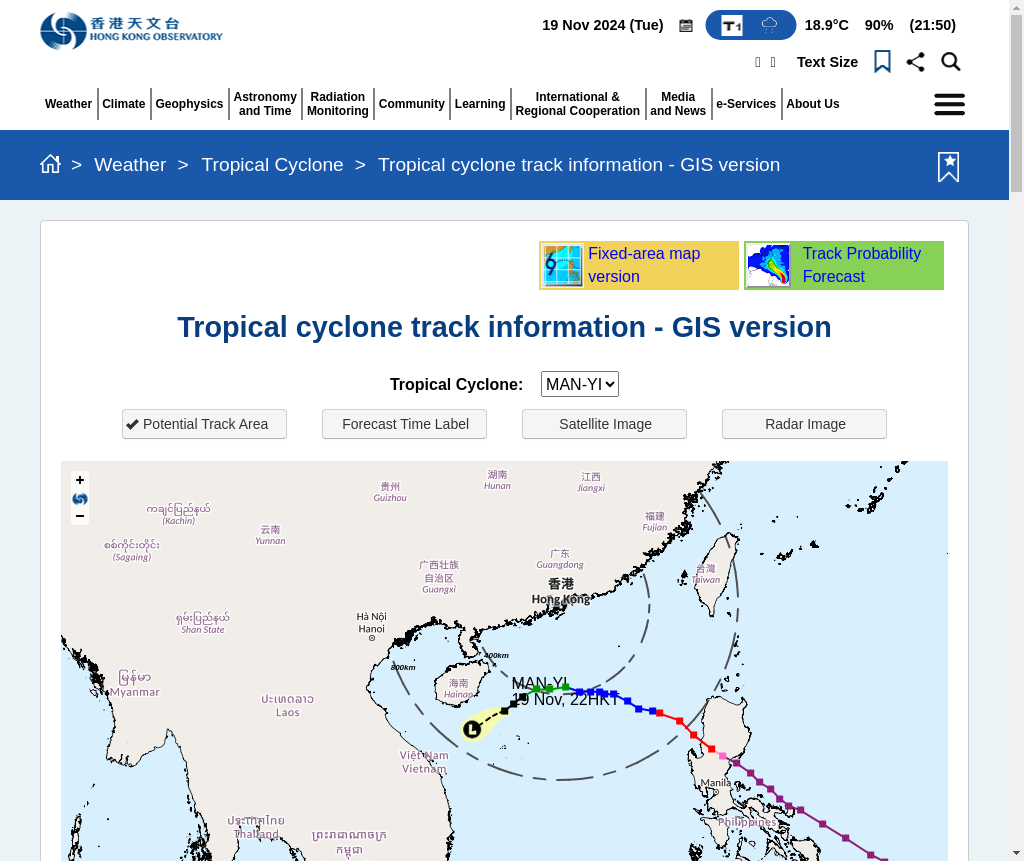 香港天文台
HONG KONG OBSERVATORY
19 Nov 2024 (Tue)
T1
18.9°C 90% (21:50)
Text Size
Weather
Climate
Geophysics
Astronomy
and Time
Radiation
Monitoring
Community
Learning
International &
Regional Cooperation
Media
and News
e-Services
About Us
> Weather > Tropical Cyclone > Tropical cyclone track information - GIS version
Fixed-area map
version
Track Probability
Forecast
Tropical cyclone track information - GIS version
Tropical Cyclone: MAN-YI
Potential Track Area
Forecast Time Label
Satellite Image
Radar Image
+
−
湖南
Hunan
江西
Jiangxi
贵州
Guizhou
ကချင်ပြည်နယ်
(Kachin)
福建
Fujian
云南
Yunnan
စစ်ကိုင်းတိုင်း
(Sagaing)
广东
Guangdong
广西壮族
自治区
Guangxi
台灣
Taiwan
香港
Hong Kong
ရှမ်းပြည်နယ်
Shan State
Hà Nội
Hanoi
400km
800km
မြန်မာ
Myanmar
海南
Hainan
MAN-YI
19 Nov, 22HKT
ປະເທດລາວ
Laos
L
Việt Nam
Vietnam
Manila
Philippines
ประเทศไทย
Thailand
ព្រះរាជាណាចក្រ
កម្ពុជា